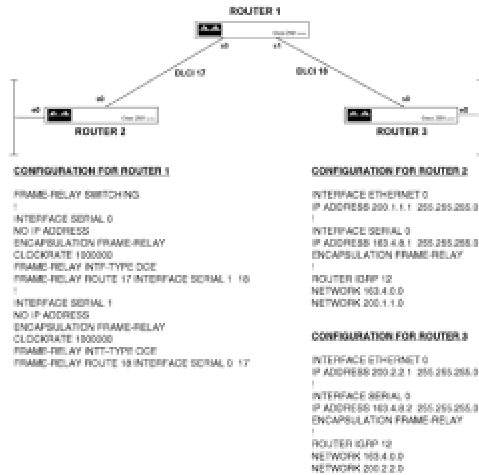 ROUTER 1
s0
s1
DLCI 17
DLCI 18
e0
s0
ROUTER 2
s0
e0
ROUTER 3
CONFIGURATION FOR ROUTER 1
FRAME-RELAY SWITCHING
!
INTERFACE SERIAL 0
NO IP ADDRESS
ENCAPSULATION FRAME-RELAY
CLOCKRATE 1000000
FRAME-RELAY INTF-TYPE DCE
FRAME-RELAY ROUTE 17 INTERFACE SERIAL 1 18
!
INTERFACE SERIAL 1
NO IP ADDRESS
ENCAPSULATION FRAME-RELAY
CLOCKRATE 1000000
FRAME-RELAY INTF-TYPE DCE
FRAME-RELAY ROUTE 18 INTERFACE SERIAL 0 17
CONFIGURATION FOR ROUTER 2
INTERFACE ETHERNET 0
IP ADDRESS 200.1.1.1 255.255.255.0
!
INTERFACE SERIAL 0
IP ADDRESS 163.4.8.1 255.255.255.0
ENCAPSULATION FRAME-RELAY
!
ROUTER IGRP 12
NETWORK 163.4.0.0
NETWORK 200.1.1.0
CONFIGURATION FOR ROUTER 3
INTERFACE ETHERNET 0
IP ADDRESS 200.2.2.1 255.255.255.0
!
INTERFACE SERIAL 0
IP ADDRESS 163.4.8.2 255.255.255.0
ENCAPSULATION FRAME-RELAY
!
ROUTER IGRP 12
NETWORK 163.4.0.0
NETWORK 200.2.2.0